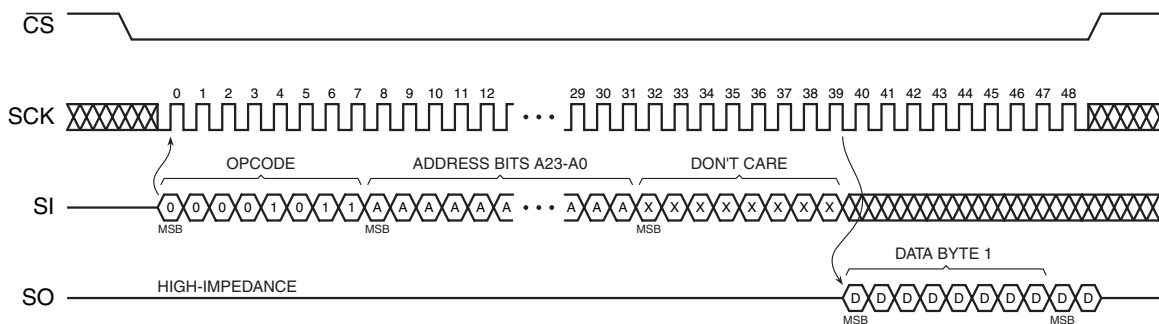 CS
0 1 2 3 4 5 6 7 8 9 10 11 12 29 30 31 32 33 34 35 36 37 38 39 40 41 42 43 44 45 46 47 48
SCK
OPCODE ADDRESS BITS A23-A0 DON'T CARE
SI 0 0 0 0 1 0 1 1 A A A A A A A A A X X X X X X X X
MSB MSB MSB
DATA BYTE 1
HIGH-IMPEDANCE
SO D D D D D D D D D D
MSB MSB